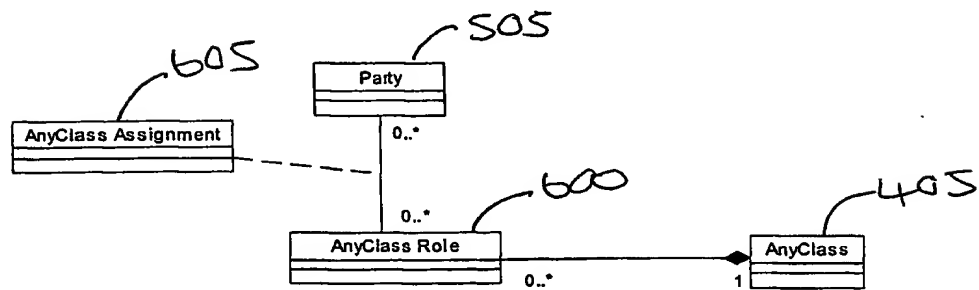 505
605
Party
AnyClass Assignment
0..*
0..*
600
405
AnyClass Role
AnyClass
0..*
1